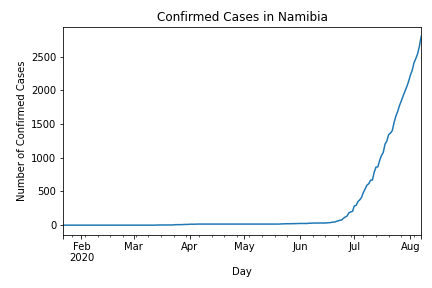 Confirmed Cases in Namibia
Number of Confirmed Cases
2500
2000
1500
1000
500
0
Feb Mar Apr May Jun Jul Aug
2020
Day